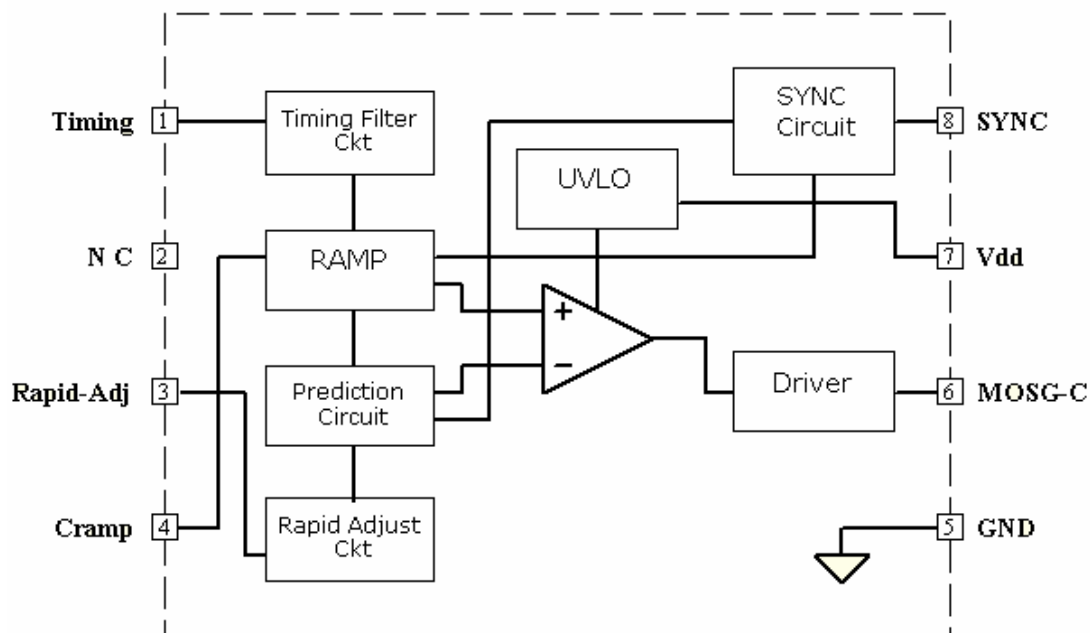 Timing
1
Timing Filter
Ckt
SYNC
Circuit
8
SYNC
UVLO
N C
2
RAMP
7
Vdd
+
−
Rapid-Adj
3
Prediction
Circuit
Driver
6
MOSG-C
Cramp
4
Rapid Adjust
Ckt
5
GND